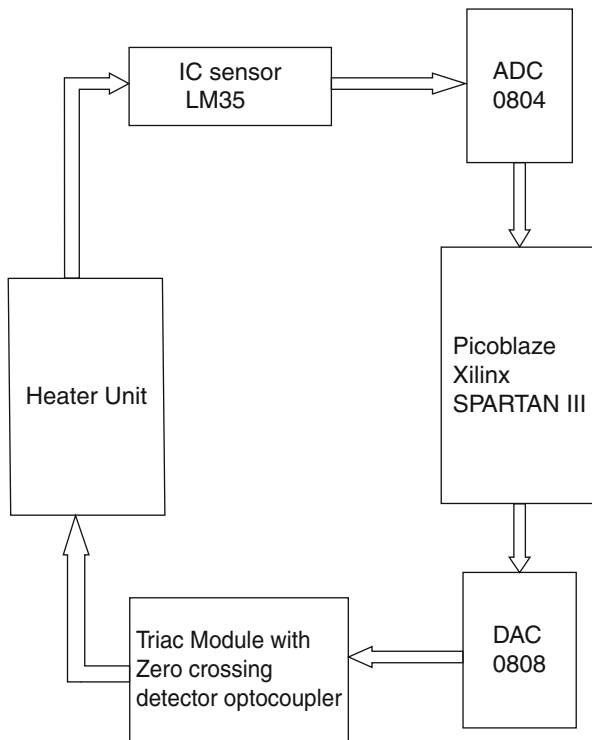 IC sensor
LM35
ADC
0804
Picoblaze
Xilinx
SPARTAN III
Heater Unit
Triac Module with
Zero crossing
detector optocoupler
DAC
0808